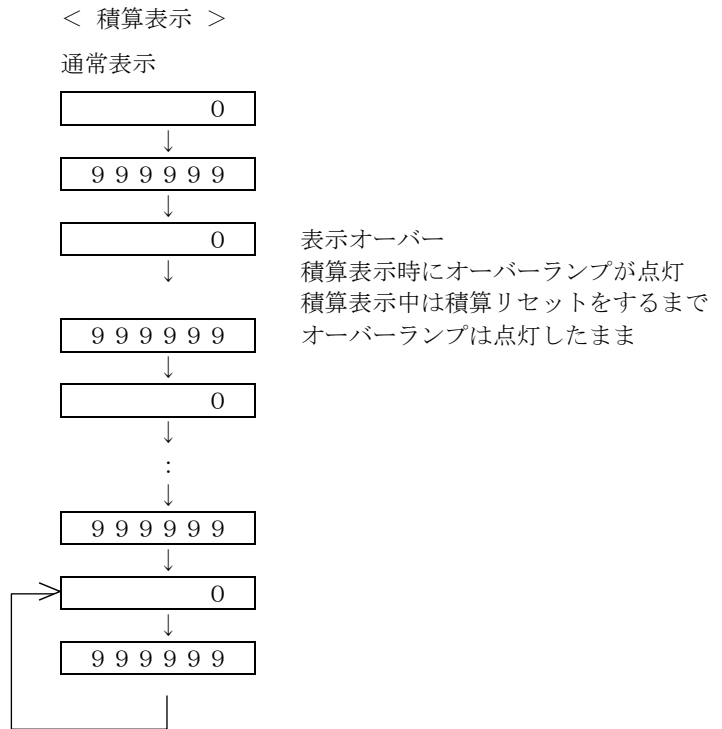 ＜ 積算表示 ＞
通常表示
０
↓
９９９９９９
↓
０ 表示オーバー
↓ 積算表示時にオーバーランプが点灯
積算表示中は積算リセットをするまで
９９９９９９ オーバーランプは点灯したまま
↓
０
↓
：
↓
９９９９９９
↓
０
↓
９９９９９９